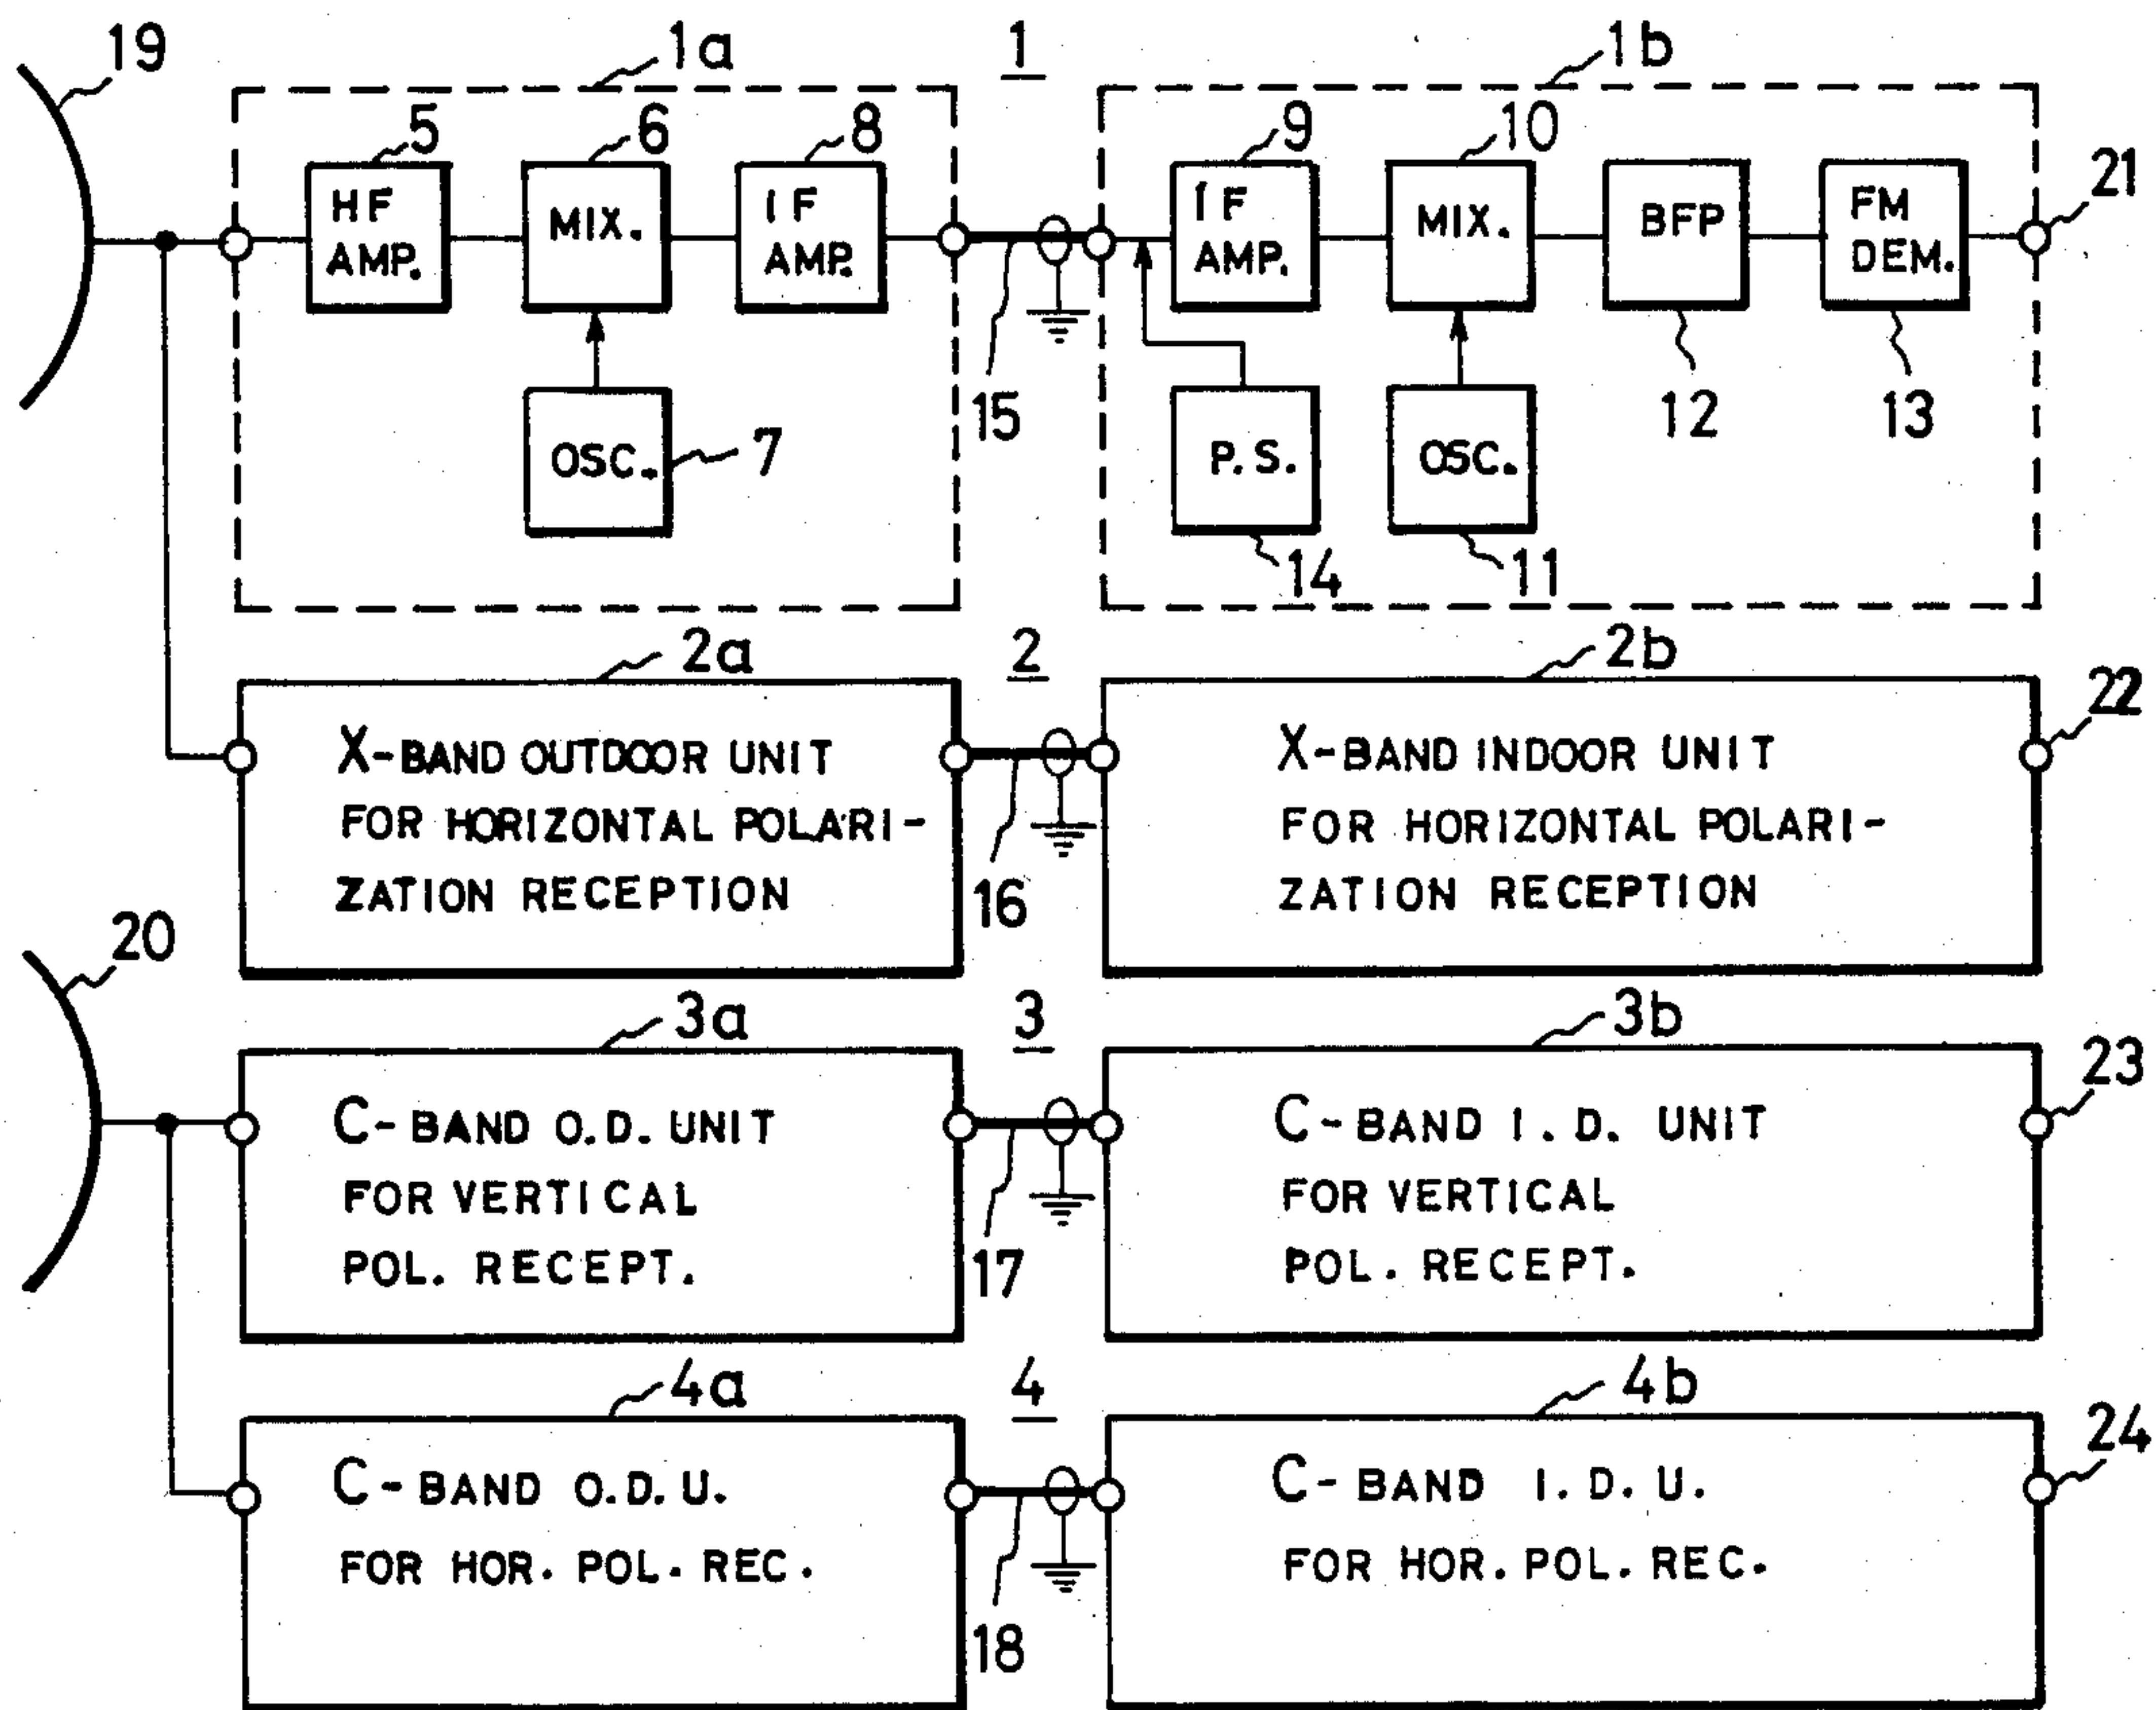 19
1a
1
1b
5
6
8
9
10
21
HF
AMP.
MIX.
IF
AMP.
IF
AMP.
MIX.
BFP
FM
DEM.
15
12
13
OSC.
7
P.S.
OSC.
14
11
2a
2
2b
22
X-BAND OUTDOOR UNIT
FOR HORIZONTAL POLARI-
ZATION RECEPTION
16
X-BAND INDOOR UNIT
FOR HORIZONTAL POLARI-
ZATION RECEPTION
20
3a
3
3b
23
C-BAND O.D. UNIT
FOR VERTICAL
POL. RECEPT.
17
C-BAND I.D. UNIT
FOR VERTICAL
POL. RECEPT.
4a
4
4b
24
C-BAND O.D.U.
FOR HOR. POL. REC.
18
C-BAND I.D.U.
FOR HOR. POL. REC.